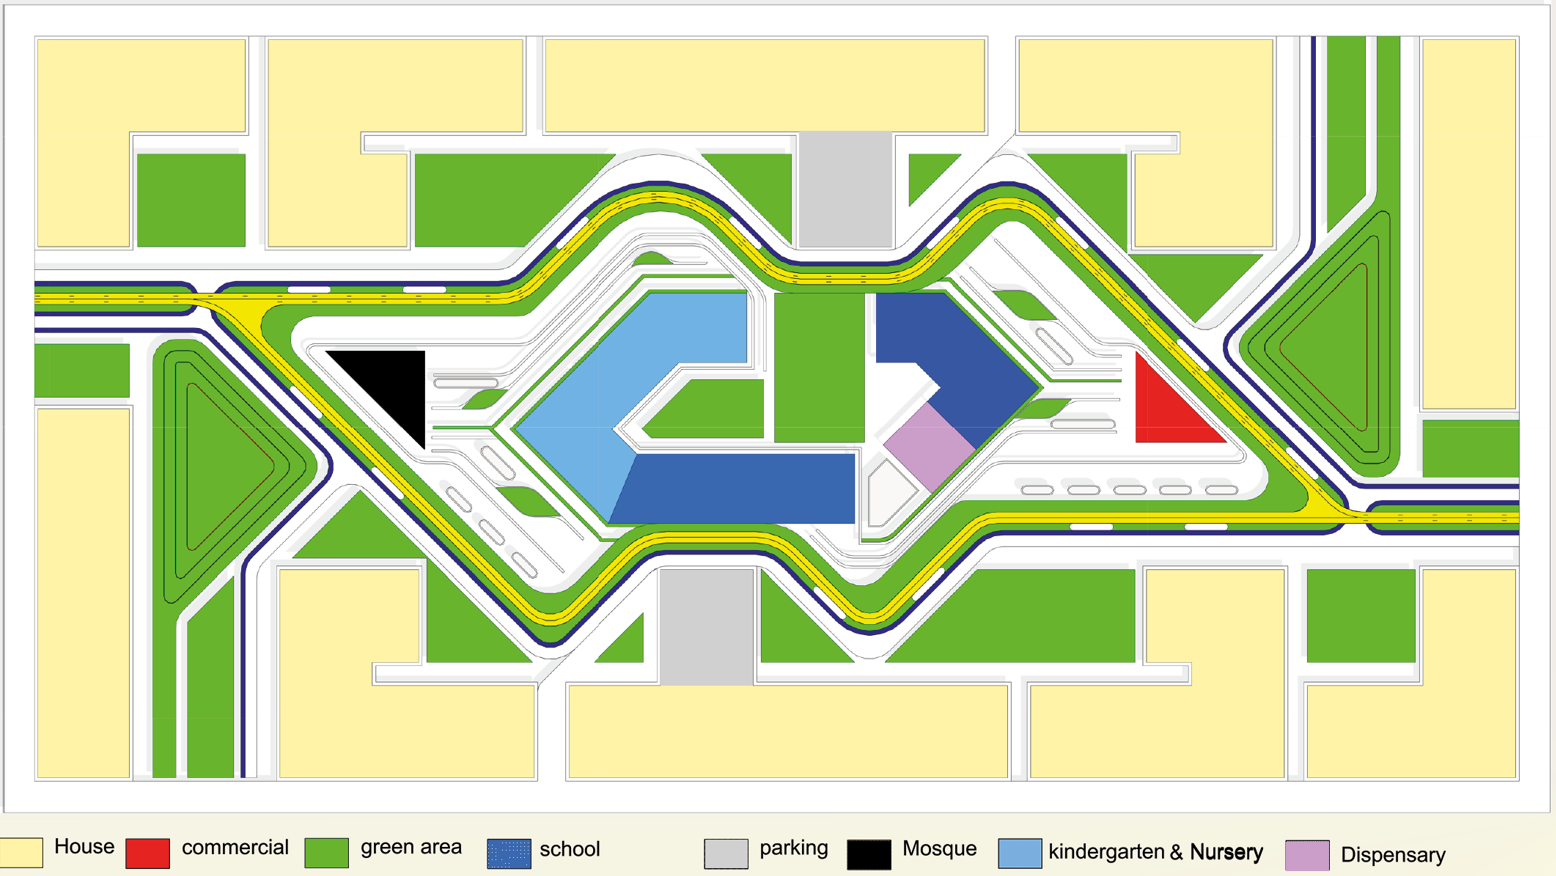 House
commercial
green area
school
parking
Mosque
kindergarten & Nursery
Dispensary